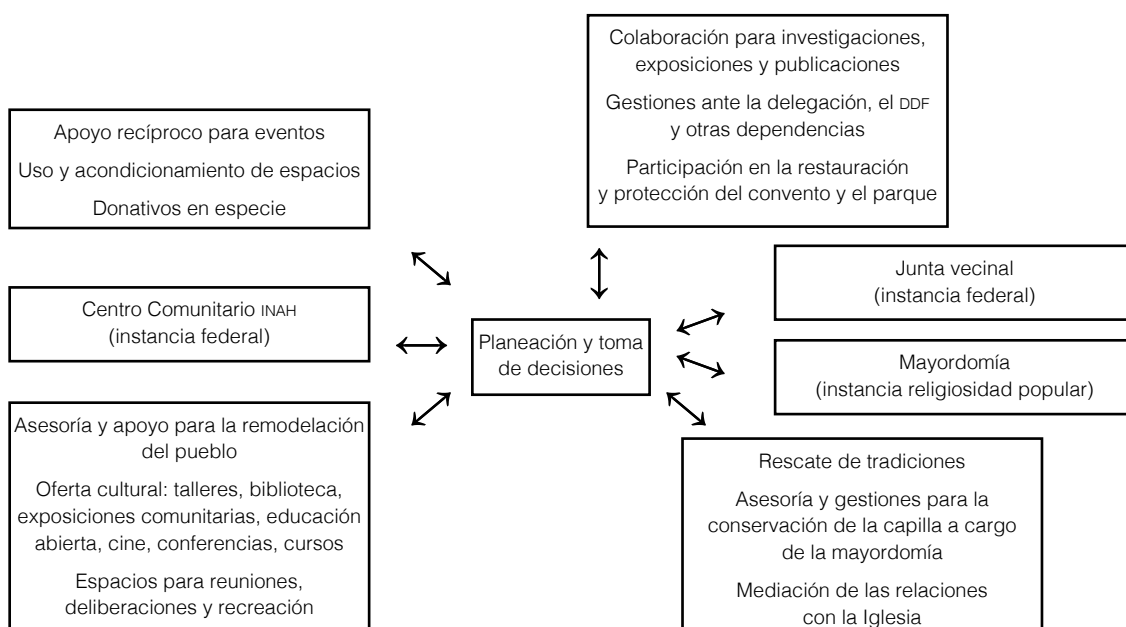 Colaboración para investigaciones,
exposiciones y publicaciones
Gestiones ante la delegación, el DDF
y otras dependencias
Participación en la restauración
y protección del convento y el parque
Apoyo recíproco para eventos
Uso y acondicionamiento de espacios
Donativos en especie
Centro Comunitario INAH
(instancia federal)
Planeación y toma
de decisiones
Junta vecinal
(instancia federal)
Mayordomía
(instancia religiosidad popular)
Asesoría y apoyo para la remodelación
del pueblo
Oferta cultural: talleres, biblioteca,
exposiciones comunitarias, educación
abierta, cine, conferencias, cursos
Espacios para reuniones,
deliberaciones y recreación
Rescate de tradiciones
Asesoría y gestiones para la
conservación de la capilla a cargo
de la mayordomía
Mediación de las relaciones
con la Iglesia